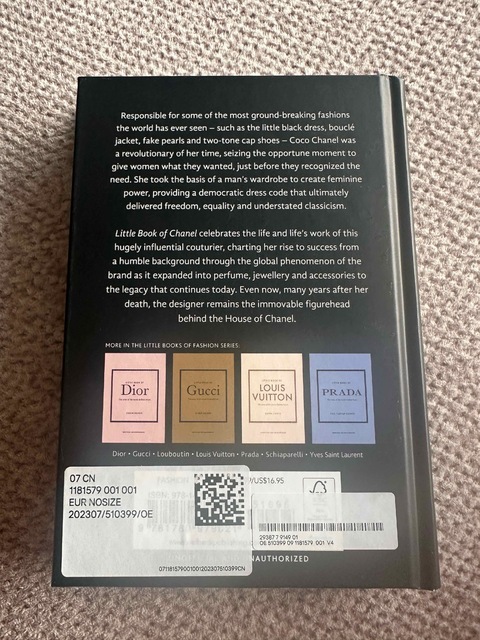 Responsible for some of the most ground-breaking fashions
the world has ever seen – such as the little black dress, bouclé
jacket, fake pearls and two-tone cap shoes – Coco Chanel was
a revolutionary of her time, seizing the opportune moment to
give women what they wanted, just before they recognized the
need. She took the basis of a man's wardrobe to create feminine
power, providing a democratic dress code that ultimately
delivered freedom, equality and understated classicism.
Little Book of Chanel celebrates the life and life's work of this
hugely influential couturier, charting her rise to success from
a humble background through the global phenomenon of the
brand as it expanded into perfume, jewellery and accessories to
the legacy that continues today. Even now, many years after her
death, the designer remains the immovable figurehead
behind the House of Chanel.
MORE IN THE LITTLE BOOKS OF FASHION SERIES:
LITTLE BOOK OF
Dior
Gucci
LITTLE BOOK OF
LOUIS
VUITTON
PRADA
Dior • Gucci • Louboutin • Louis Vuitton • Prada • Schiaparelli • Yves Saint Laurent
FASHION
/US$16.95
07 CN
1181579 001 001
EUR NOSIZE
202307/510399/OE
29387 7 9149 01
OE 510399 09 1181579 001 V4
NAUTHORIZED